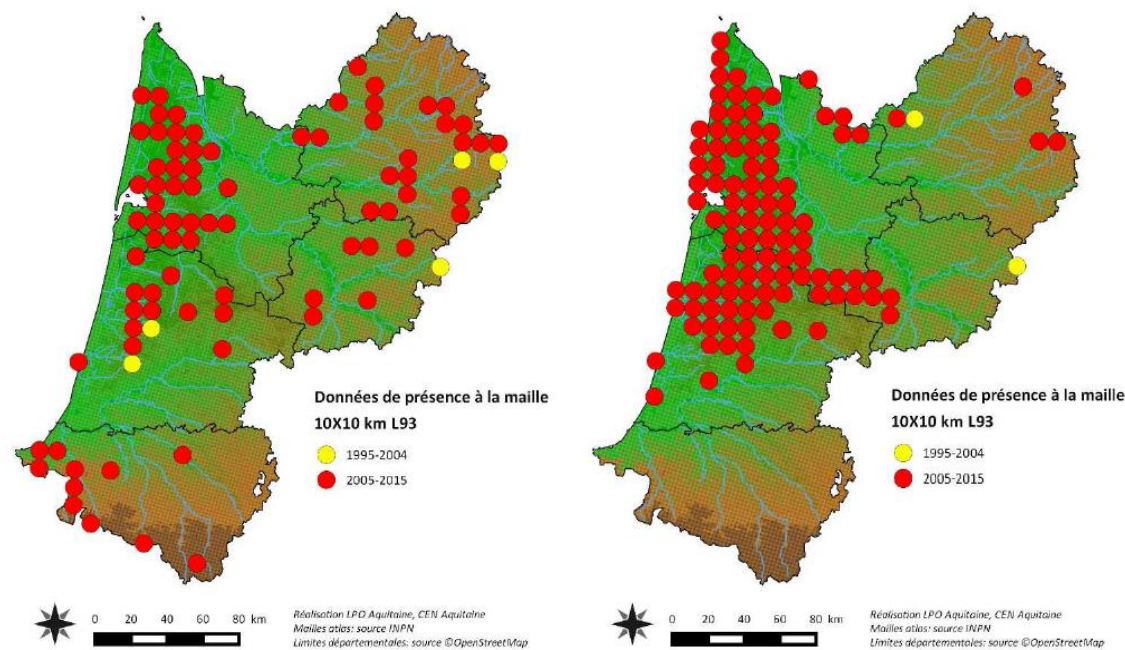 Données de présence à la maille
10X10 km L93
1995-2004
2005-2015
0 20 40 60 80 km
Réalisation LPO Aquitaine, CEN Aquitaine
Mailles atlas: source INPN
Limites départementales: source ©OpenStreetMap
Données de présence à la maille
10X10 km L93
1995-2004
2005-2015
0 20 40 60 80 km
Réalisation LPO Aquitaine, CEN Aquitaine
Mailles atlas: source INPN
Limites départementales: source ©OpenStreetMap